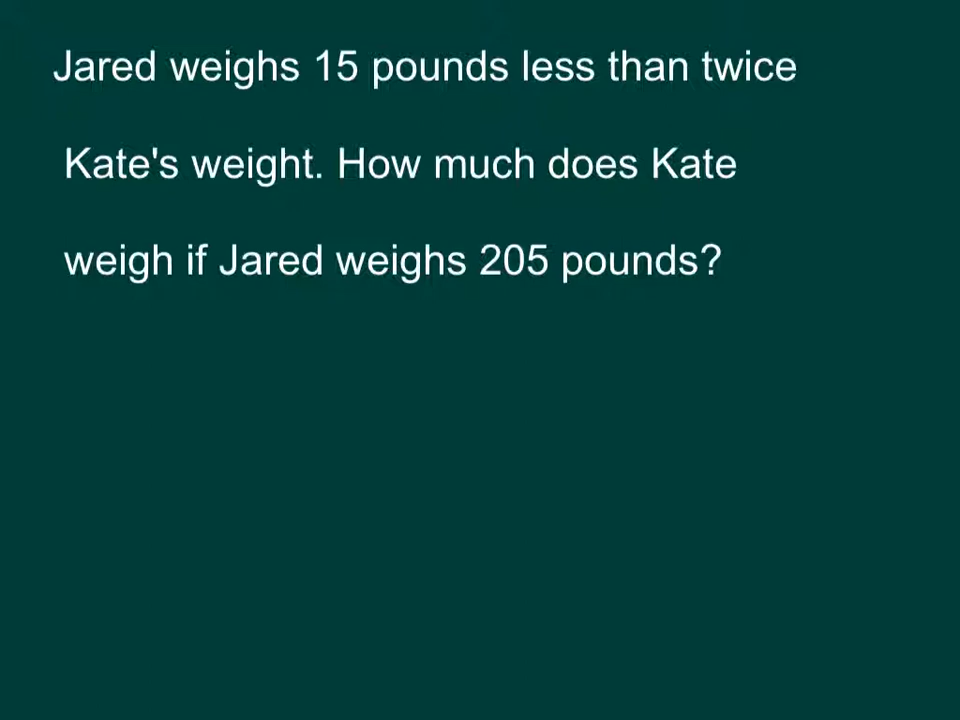 Jared weighs 15 pounds less than twice
Kate's weight. How much does Kate
weigh if Jared weighs 205 pounds?